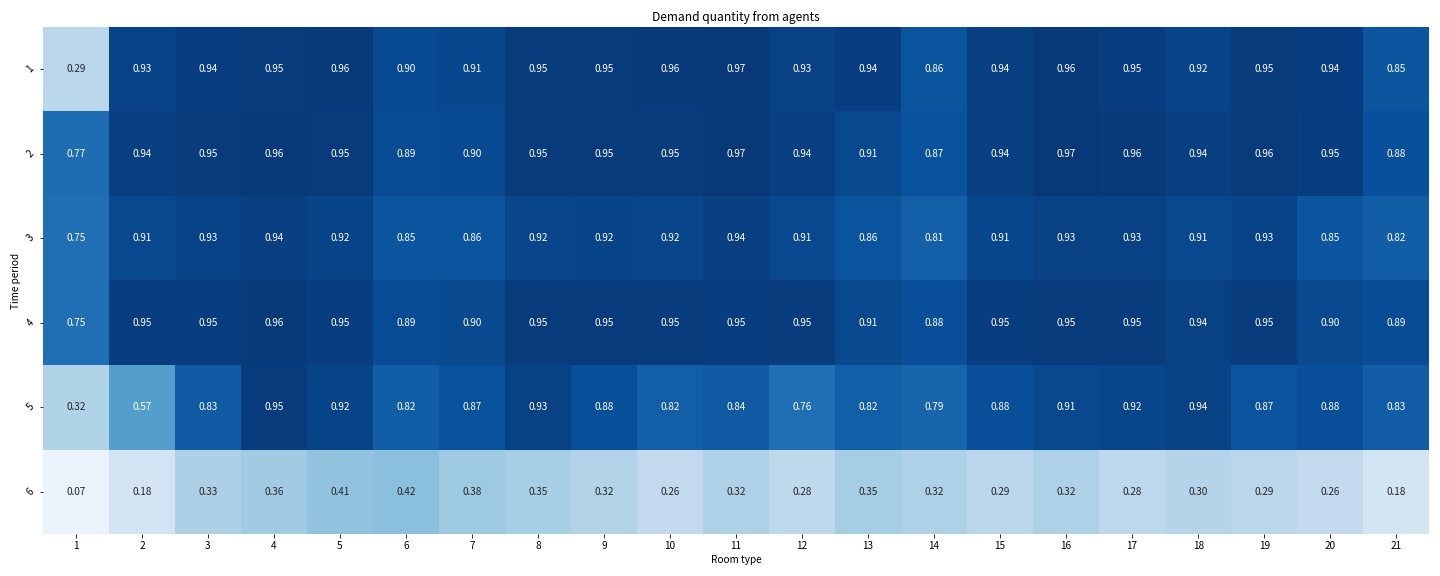 Demand quantity from agents
Time period
1 0.29 0.93 0.94 0.95 0.96 0.90 0.91 0.95 0.95 0.96 0.97 0.93 0.94 0.86 0.94 0.96 0.95 0.92 0.95 0.94 0.85
2 0.77 0.94 0.95 0.96 0.95 0.89 0.90 0.95 0.95 0.95 0.97 0.94 0.91 0.87 0.94 0.97 0.96 0.94 0.96 0.95 0.88
3 0.75 0.91 0.93 0.94 0.92 0.85 0.86 0.92 0.92 0.92 0.94 0.91 0.86 0.81 0.91 0.93 0.93 0.91 0.93 0.85 0.82
4 0.75 0.95 0.95 0.96 0.95 0.89 0.90 0.95 0.95 0.95 0.95 0.95 0.91 0.88 0.95 0.95 0.95 0.94 0.95 0.90 0.89
5 0.32 0.57 0.83 0.95 0.92 0.82 0.87 0.93 0.88 0.82 0.84 0.76 0.82 0.79 0.88 0.91 0.92 0.94 0.87 0.88 0.83
6 0.07 0.18 0.33 0.36 0.41 0.42 0.38 0.35 0.32 0.26 0.32 0.28 0.35 0.32 0.29 0.32 0.28 0.30 0.29 0.26 0.18
1 2 3 4 5 6 7 8 9 10 11 12 13 14 15 16 17 18 19 20 21
Room type